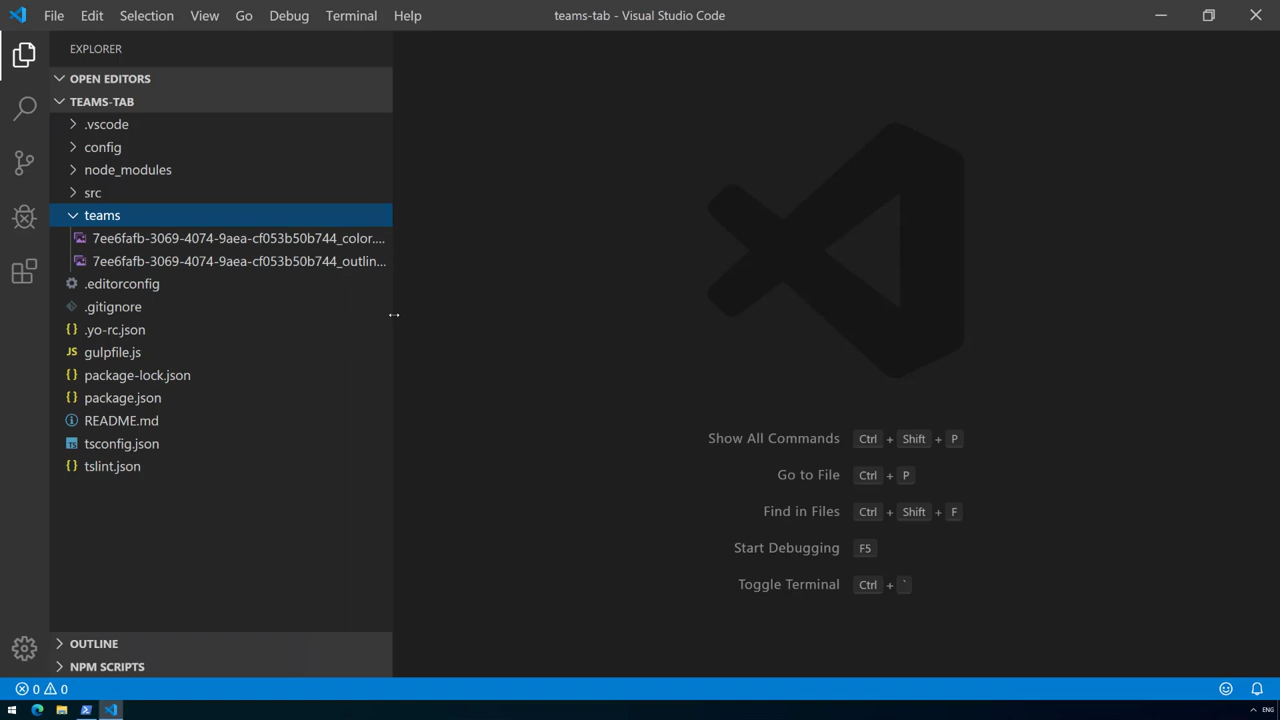 File Edit Selection View Go Debug Terminal Help
teams-tab - Visual Studio Code
EXPLORER
OPEN EDITORS
TEAMS-TAB
.vscode
config
node_modules
src
teams
7ee6fafb-3069-4074-9aea-cf053b50b744_color....
7ee6fafb-3069-4074-9aea-cf053b50b744_outlin...
.editorconfig
.gitignore
{} .yo-rc.json
JS gulpfile.js
{} package-lock.json
{} package.json
README.md
TS tsconfig.json
{} tslint.json
Show All Commands Ctrl + Shift + P
Go to File Ctrl + P
Find in Files Ctrl + Shift + F
Start Debugging F5
Toggle Terminal Ctrl + `
OUTLINE
NPM SCRIPTS
0 0
ENG